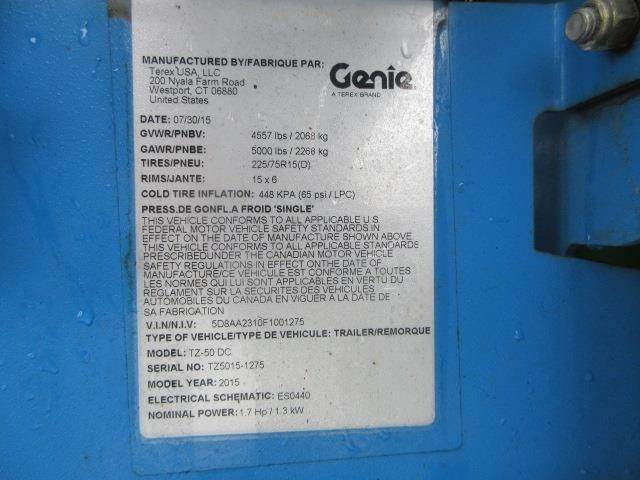 MANUFACTURED BY/FABRIQUE PAR:
Terex USA, LLC
200 Nyala Farm Road
Westport, CT 06880
United States
Genie
A TEREX BRAND
DATE: 07/30/15
GVWR/PNBV: 4557 lbs / 2068 kg
GAWR/PNBE: 5000 lbs / 2268 kg
TIRES/PNEU: 225/75R15(D)
RIMS/JANTE: 15 x 6
COLD TIRE INFLATION: 448 KPA (65 psi / LPC)
PRESS.DE GONFL.A FROID 'SINGLE'
THIS VEHICLE CONFORMS TO ALL APPLICABLE U.S.
FEDERAL MOTOR VEHICLE SAFETY STANDARDS IN
EFFECT ON THE DATE OF MANUFACTURE SHOWN ABOVE.
THIS VEHICLE CONFORMS TO ALL APPLICABLE STANDARDS
PRESCRIBEDUNDER THE CANADIAN MOTOR VEHICLE
SAFETY REGULATIONS IN EFFECT ONTHE DATE OF
MANUFACTURE/CE VEHICULE EST CONFORME A TOUTES
LES NORMES QUI LUI SONT APPLICABLES EN VERTU DU
REGLEMENT SUR LA SECURITES DES VEHICULES
AUTOMOBILES DU CANADA EN VIGUER A LA DATE DE
SA FABRICATION
V.I.N/N.I.V: 5D8AA2310F1001275
TYPE OF VEHICLE/TYPE DE VEHICULE: TRAILER/REMORQUE
MODEL: TZ-50 DC
SERIAL NO: TZ5015-1275
MODEL YEAR: 2015
ELECTRICAL SCHEMATIC: ES0440
NOMINAL POWER: 1.7 Hp / 1.3 kW